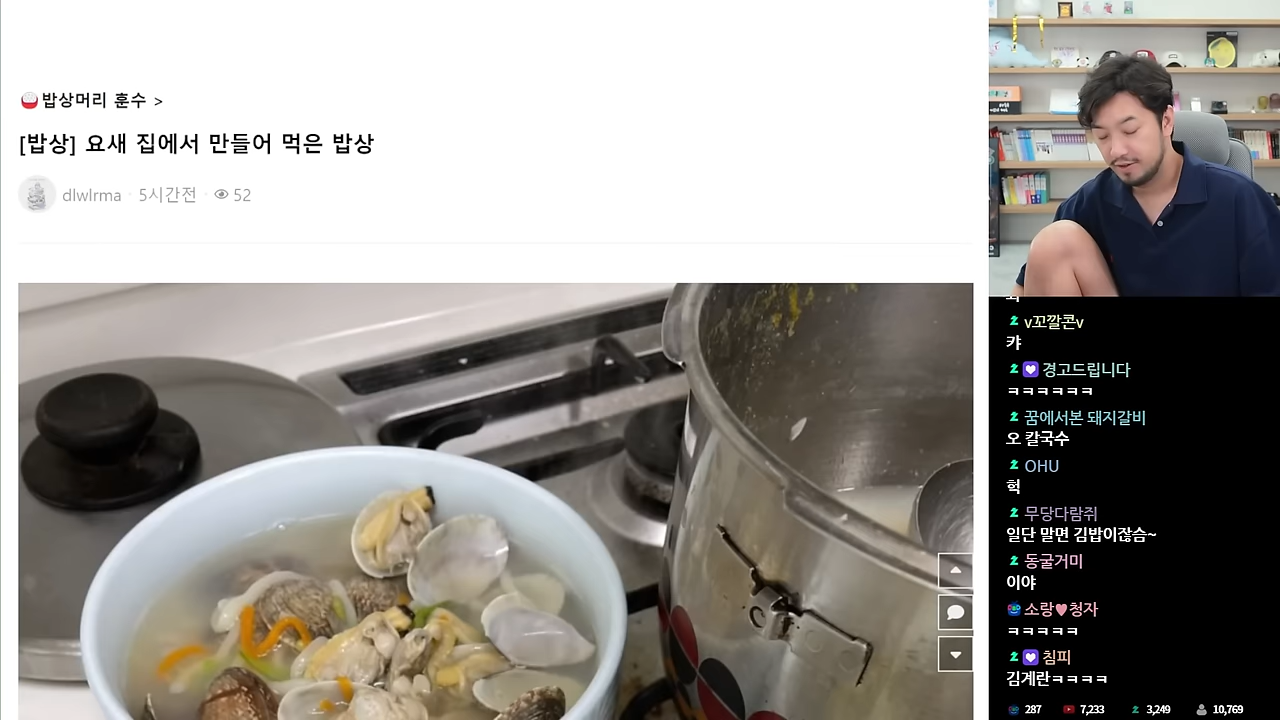 밥상머리 훈수 >
[밥상] 요새 집에서 만들어 먹은 밥상
dlwlrma · 5시간전 · 52
v꼬깔콘v
캬
경고드립니다
ㅋㅋㅋㅋㅋㅋ
꿈에서본 돼지갈비
오 칼국수
OHU
헉
무당다람쥐
일단 말면 김밥이잖슴~
동굴거미
이야
소랑♥청자
ㅋㅋㅋㅋㅋ
침피
김계란ㅋㅋㅋㅋ
287 7,233 3,249 10,769